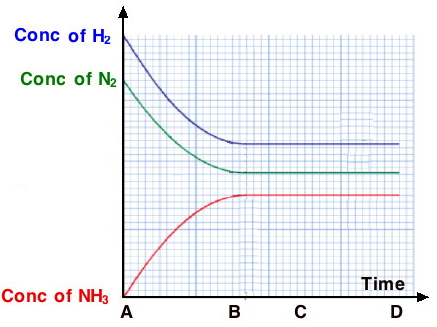 Conc of H₂
Conc of N₂
Conc of NH₃
Time
A B C D